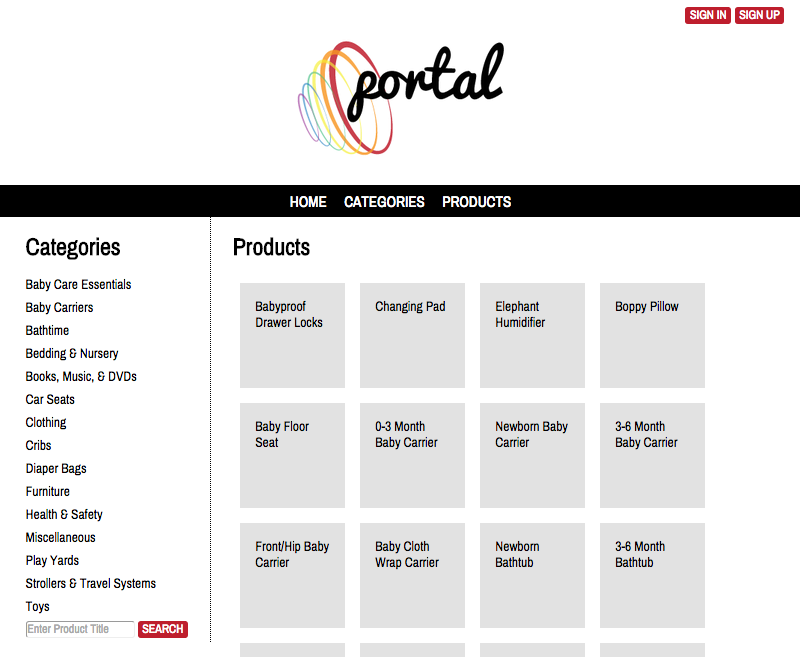 SIGN IN SIGN UP
portal
HOME CATEGORIES PRODUCTS
Categories
Baby Care Essentials
Baby Carriers
Bathtime
Bedding & Nursery
Books, Music, & DVDs
Car Seats
Clothing
Cribs
Diaper Bags
Furniture
Health & Safety
Miscellaneous
Play Yards
Strollers & Travel Systems
Toys
Enter Product Title SEARCH
Products
Babyproof
Drawer Locks
Changing Pad
Elephant
Humidifier
Boppy Pillow
Baby Floor
Seat
0-3 Month
Baby Carrier
Newborn Baby
Carrier
3-6 Month
Baby Carrier
Front/Hip Baby
Carrier
Baby Cloth
Wrap Carrier
Newborn
Bathtub
3-6 Month
Bathtub